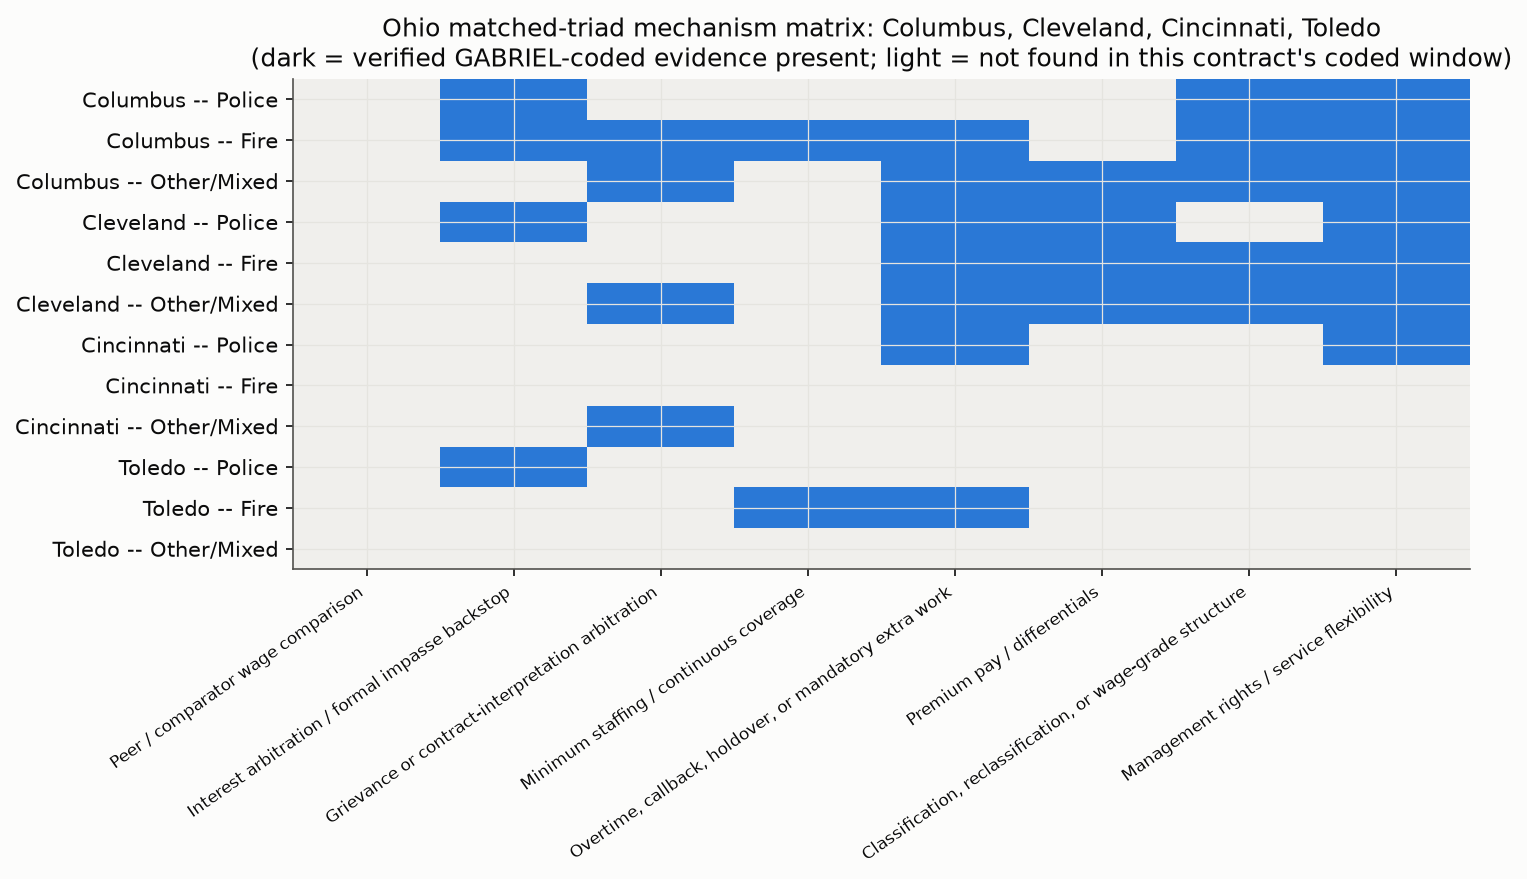 Ohio matched-triad mechanism matrix: Columbus, Cleveland, Cincinnati, Toledo
(dark = verified GABRIEL-coded evidence present; light = not found in this contract's coded window)
Columbus -- Police
Columbus -- Fire
Columbus -- Other/Mixed
Cleveland -- Police
Cleveland -- Fire
Cleveland -- Other/Mixed
Cincinnati -- Police
Cincinnati -- Fire
Cincinnati -- Other/Mixed
Toledo -- Police
Toledo -- Fire
Toledo -- Other/Mixed
Peer / comparator wage comparison
Interest arbitration / formal impasse backstop
Grievance or contract-interpretation arbitration
Minimum staffing / continuous coverage
Overtime, callback, holdover, or mandatory extra work
Premium pay / differentials
Classification, reclassification, or wage-grade structure
Management rights / service flexibility